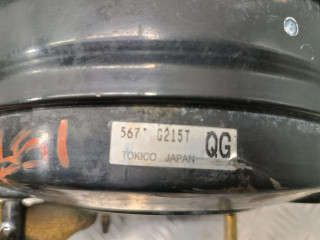 567" G215T QG
TOKICO JAPAN